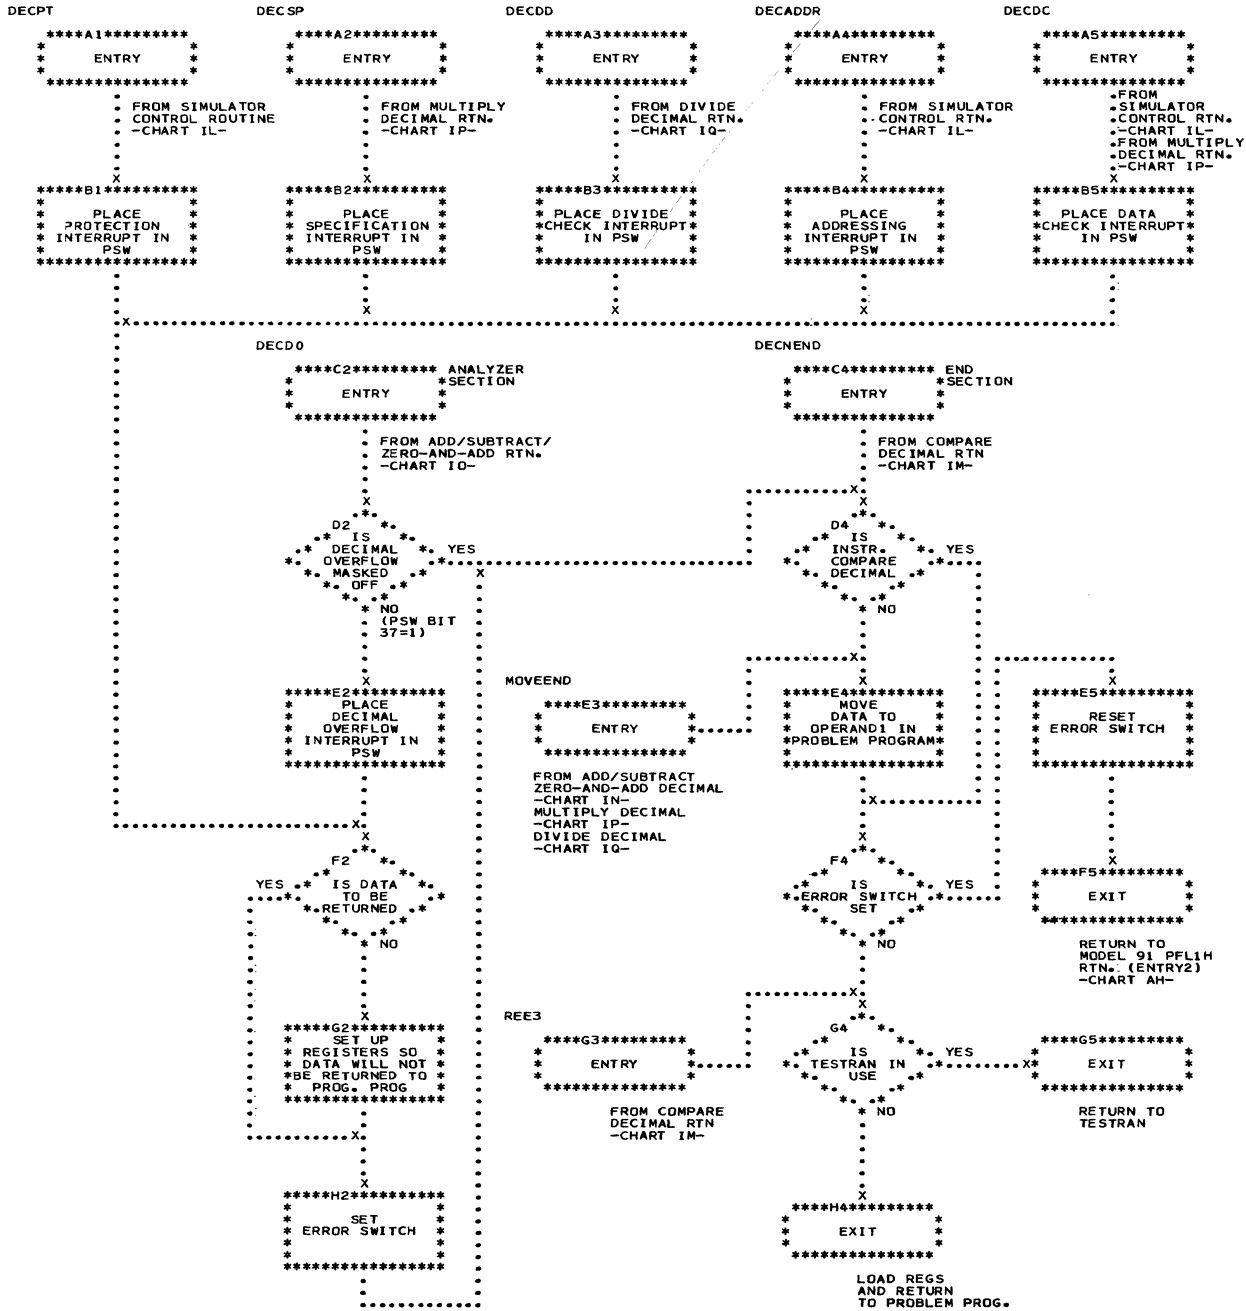 DECPT DECSP DECDD DECADDR DECDC
****A1********* ****A2********* ****A3********* ****A4********* ****A5*********
ENTRY ENTRY ENTRY ENTRY ENTRY
FROM SIMULATOR
CONTROL ROUTINE
-CHART IL-
FROM MULTIPLY
DECIMAL RTN.
-CHART IP-
FROM DIVIDE
DECIMAL RTN.
-CHART IQ-
FROM SIMULATOR
CONTROL RTN.
-CHART IL-
FROM
SIMULATOR
CONTROL RTN.
-CHART IL-
FROM MULTIPLY
DECIMAL RTN.
-CHART IP-
B1
PLACE
PROTECTION
INTERRUPT IN
PSW
B2
PLACE
SPECIFICATION
INTERRUPT IN
PSW
B3
PLACE DIVIDE
CHECK INTERRUPT
IN PSW
B4
PLACE
ADDRESSING
INTERRUPT IN
PSW
B5
PLACE DATA
CHECK INTERRUPT
IN PSW
DECDO
C2
ENTRY
ANALYZER
SECTION
FROM ADD/SUBTRACT/
ZERO-AND-ADD RTN.
-CHART IO-
DECNEND
C4
ENTRY
END
SECTION
FROM COMPARE
DECIMAL RTN
-CHART IM-
D2
IS
DECIMAL
OVERFLOW
MASKED
OFF
YES
NO
(PSW BIT
37=1)
D4
IS
INSTR.
COMPARE
DECIMAL
YES
NO
E2
PLACE
DECIMAL
OVERFLOW
INTERRUPT IN
PSW
MOVEEND
E3
ENTRY
FROM ADD/SUBTRACT
ZERO-AND-ADD DECIMAL
-CHART IN-
MULTIPLY DECIMAL
-CHART IP-
DIVIDE DECIMAL
-CHART IQ-
E4
MOVE
DATA TO
OPERAND1 IN
PROBLEM PROGRAM
E5
RESET
ERROR SWITCH
F2
IS DATA
TO BE
RETURNED
YES
NO
F4
IS
ERROR SWITCH
SET
YES
NO
F5
EXIT
RETURN TO
MODEL 91 PFL1H
RTN. (ENTRY2)
-CHART AH-
G2
SET UP
REGISTERS SO
DATA WILL NOT
BE RETURNED TO
PROG. PROG
REE3
G3
ENTRY
FROM COMPARE
DECIMAL RTN
-CHART IM-
G4
IS
TESTRAN IN
USE
YES
NO
G5
EXIT
RETURN TO
TESTRAN
H2
SET
ERROR SWITCH
H4
EXIT
LOAD REGS
AND RETURN
TO PROBLEM PROG.